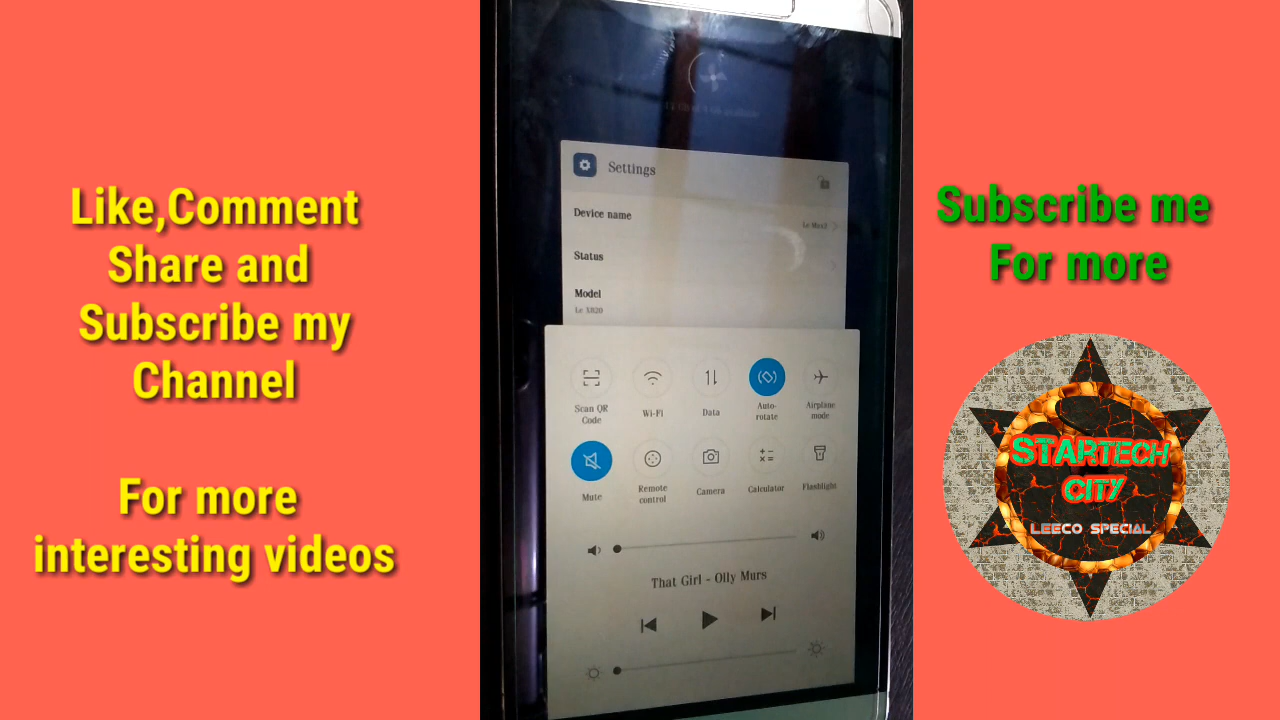 Like,Comment
Share and
Subscribe my
Channel
For more
interesting videos
Settings
Device name
Le Max2
Status
Model
Le X820
Scan QR
Code
Wi-Fi
Data
Auto-
rotate
Airplane
mode
Mute
Remote
control
Camera
Calculator
Flashlight
That Girl - Olly Murs
Subscribe me
For more
STARTECH
CITY
LEECO SPECIAL